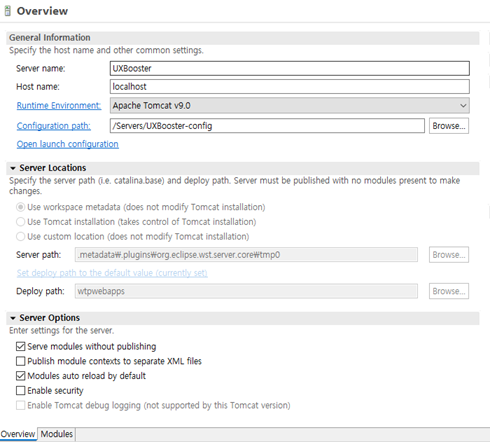 Overview
General Information
Specify the host name and other common settings.
Server name: UXBooster
Host name: localhost
Runtime Environment: Apache Tomcat v9.0
Configuration path: /Servers/UXBooster-config Browse...
Open launch configuration
Server Locations
Specify the server path (i.e. catalina.base) and deploy path. Server must be published with no modules present to make
changes.
Use workspace metadata (does not modify Tomcat installation)
Use Tomcat installation (takes control of Tomcat installation)
Use custom location (does not modify Tomcat installation)
Server path: .metadata₩.plugins₩org.eclipse.wst.server.core₩tmp0 Browse...
Set deploy path to the default value (currently set)
Deploy path: wtpwebapps Browse...
Server Options
Enter settings for the server.
Serve modules without publishing
Publish module contexts to separate XML files
Modules auto reload by default
Enable security
Enable Tomcat debug logging (not supported by this Tomcat version)
Overview Modules